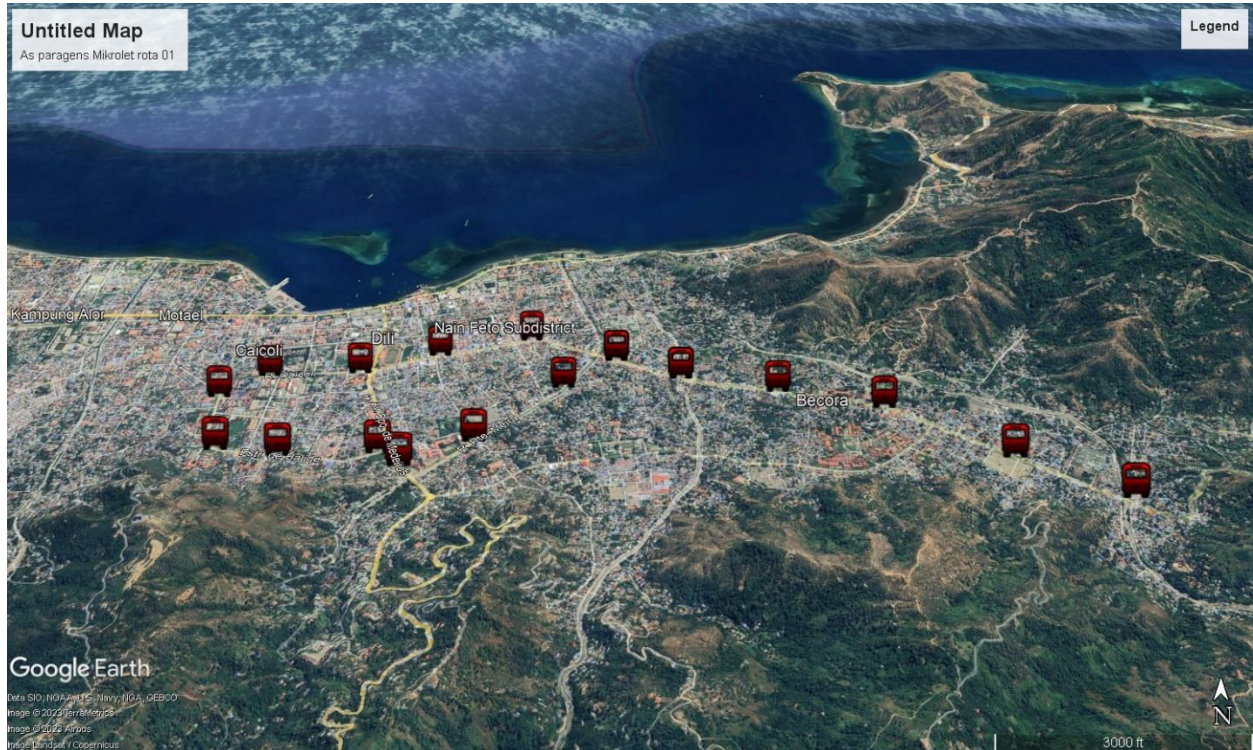 Untitled Map
As paragens Mikrolet rota 01
Legend
Kampung Alor
Motael
Caicoli
Dili
Nain Feto Subdistrict
Becora
Google Earth
Data SIO, NOAA, U.S. Navy, NGA, GEBCO
Image © 2023 TerraMetrics
Image © 2023 Airbus
Image Landsat / Copernicus
N
3000 ft